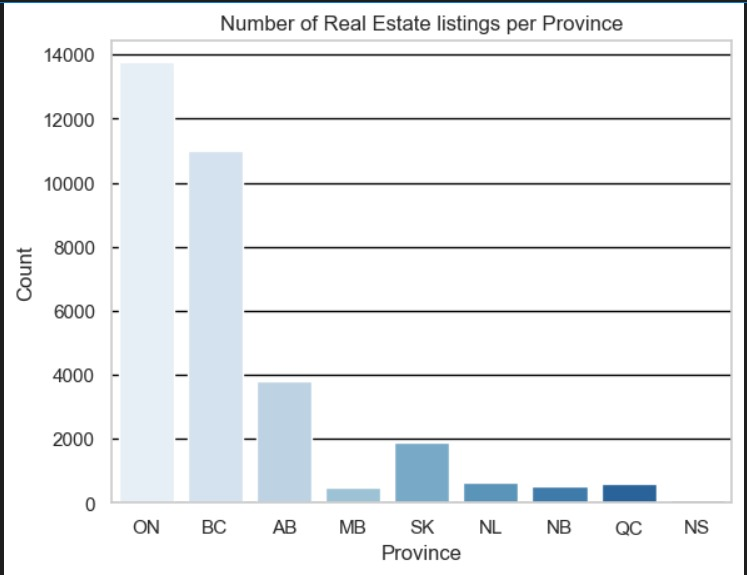 Number of Real Estate listings per Province
14000
12000
10000
8000
6000
4000
2000
0
Count
ON BC AB MB SK NL NB QC NS
Province